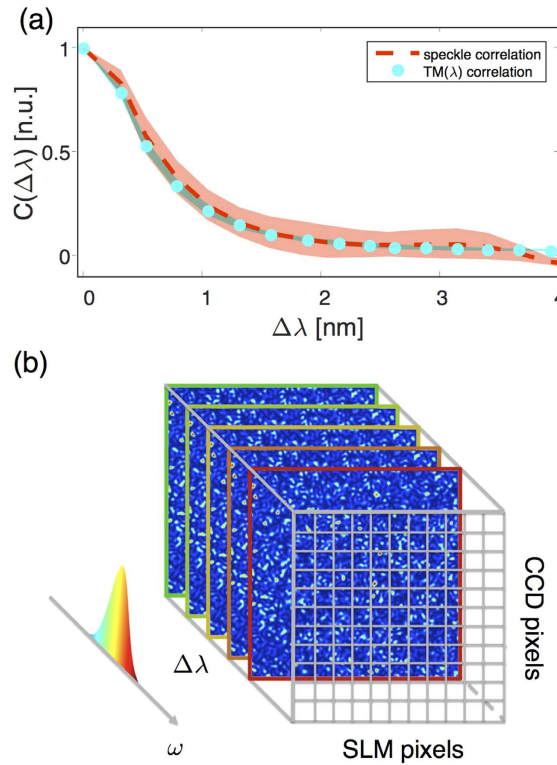 (a)
1
0.5
0
C(Δλ) [n.u.]
speckle correlation
TM(λ) correlation
0 1 2 3 4
Δλ [nm]
(b)
CCD pixels
Δλ
ω
SLM pixels